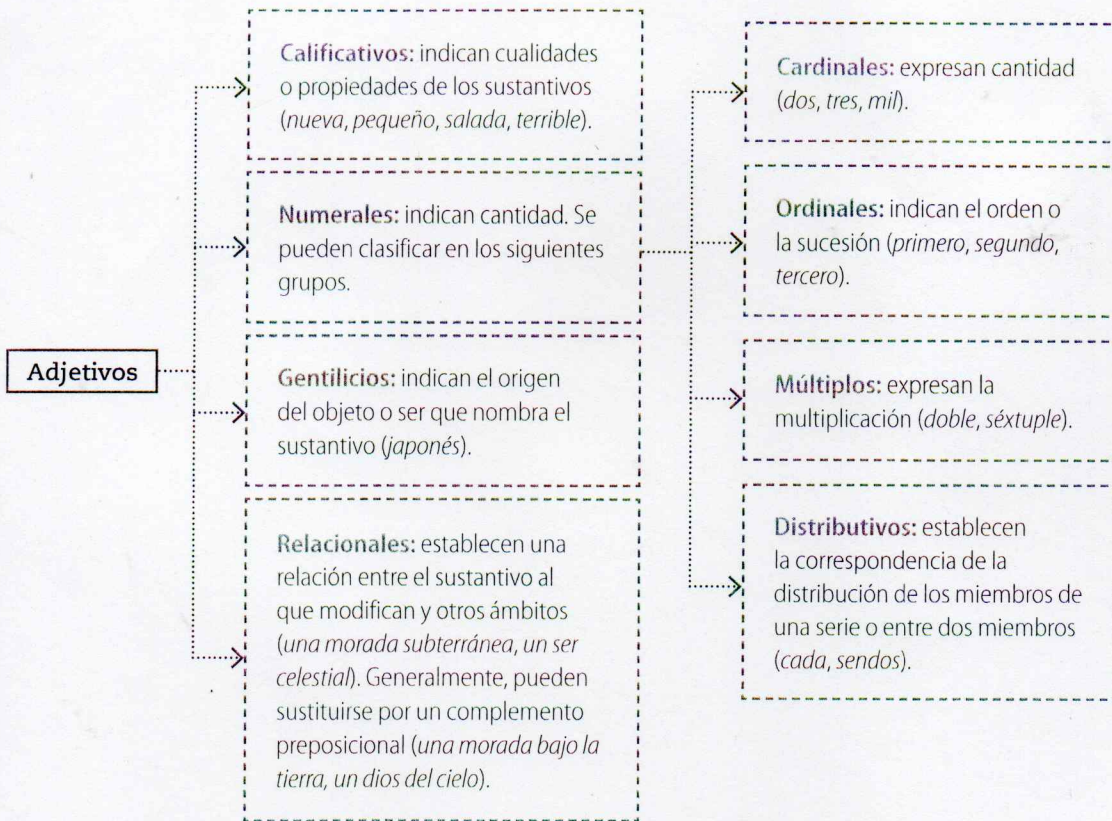 Adjetivos
Calificativos: indican cualidades
o propiedades de los sustantivos
(nueva, pequeño, salada, terrible).
Numerales: indican cantidad. Se
pueden clasificar en los siguientes
grupos.
Gentilicios: indican el origen
del objeto o ser que nombra el
sustantivo (japonés).
Relacionales: establecen una
relación entre el sustantivo al
que modifican y otros ámbitos
(una morada subterránea, un ser
celestial). Generalmente, pueden
sustituirse por un complemento
preposicional (una morada bajo la
tierra, un dios del cielo).
Cardinales: expresan cantidad
(dos, tres, mil).
Ordinales: indican el orden o
la sucesión (primero, segundo,
tercero).
Múltiplos: expresan la
multiplicación (doble, séxtuple).
Distributivos: establecen
la correspondencia de la
distribución de los miembros de
una serie o entre dos miembros
(cada, sendos).